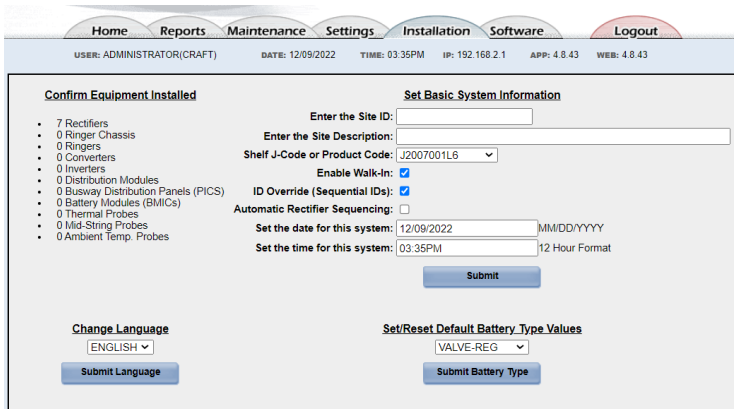 Home Reports Maintenance Settings Installation Software Logout
USER: ADMINISTRATOR(CRAFT) DATE: 12/09/2022 TIME: 03:35PM IP: 192.168.2.1 APP: 4.8.43 WEB: 4.8.43
Confirm Equipment Installed
7 Rectifiers
0 Ringer Chassis
0 Ringers
0 Converters
0 Inverters
0 Distribution Modules
0 Busway Distribution Panels (PICS)
0 Battery Modules (BMICs)
0 Thermal Probes
0 Mid-String Probes
0 Ambient Temp. Probes
Set Basic System Information
Enter the Site ID:
Enter the Site Description:
Shelf J-Code or Product Code: J2007001L6
Enable Walk-In:
ID Override (Sequential IDs):
Automatic Rectifier Sequencing:
Set the date for this system: 12/09/2022 MM/DD/YYYY
Set the time for this system: 03:35PM 12 Hour Format
Submit
Change Language
ENGLISH
Submit Language
Set/Reset Default Battery Type Values
VALVE-REG
Submit Battery Type